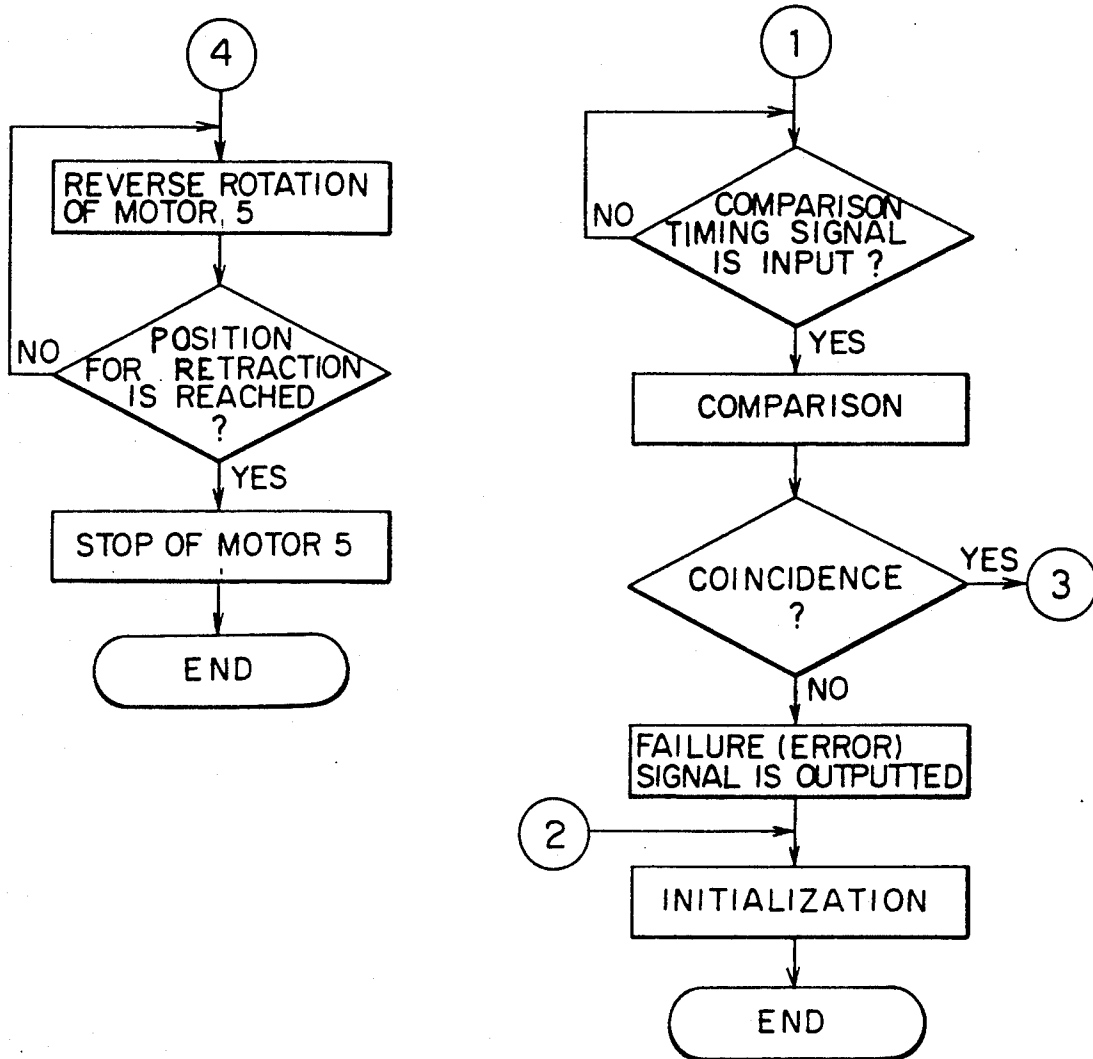 4
REVERSE ROTATION
OF MOTOR 5
POSITION
FOR RETRACTION
IS REACHED
?
NO
YES
STOP OF MOTOR 5
END
1
COMPARISON
TIMING SIGNAL
IS INPUT ?
NO
YES
COMPARISON
COINCIDENCE
?
YES
3
NO
FAILURE (ERROR)
SIGNAL IS OUTPUTTED
2
INITIALIZATION
END